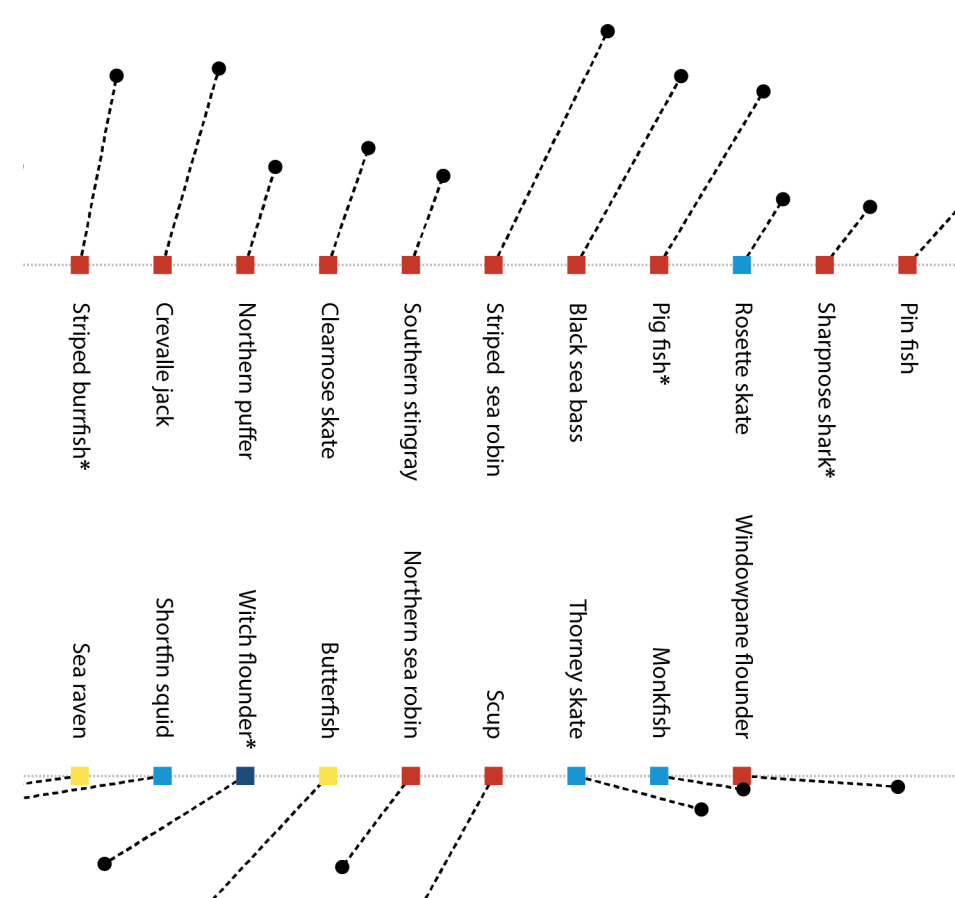 Striped burrfish*
Crevalle jack
Northern puffer
Clearnose skate
Southern stingray
Striped  sea robin
Black sea bass
Pig fish*
Rosette skate
Sharpnose shark*
Pin fish
Sea raven
Shortfin squid
Witch flounder*
Butterfish
Northern sea robin
Scup
Thorney skate
Monkfish
Windowpane flounder